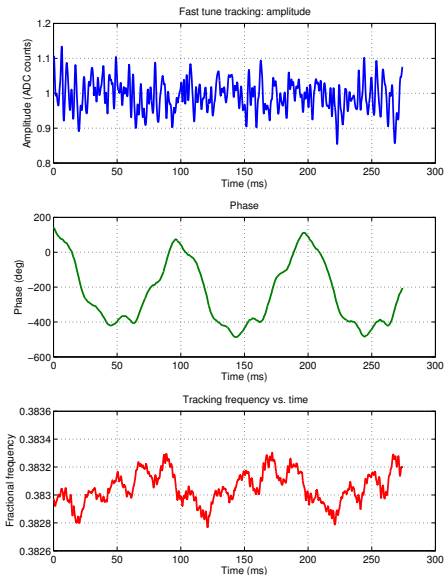 Fast tune tracking: amplitude
1.2
1.1
1
0.9
0.8
Amplitude (ADC counts)
0 50 100 150 200 250 300
Time (ms)
Phase
200
0
−200
−400
−600
Phase (deg)
0 50 100 150 200 250 300
Time (ms)
Tracking frequency vs. time
0.3836
0.3834
0.3832
0.383
0.3828
0.3826
Fractional frequency
0 50 100 150 200 250 300
Time (ms)